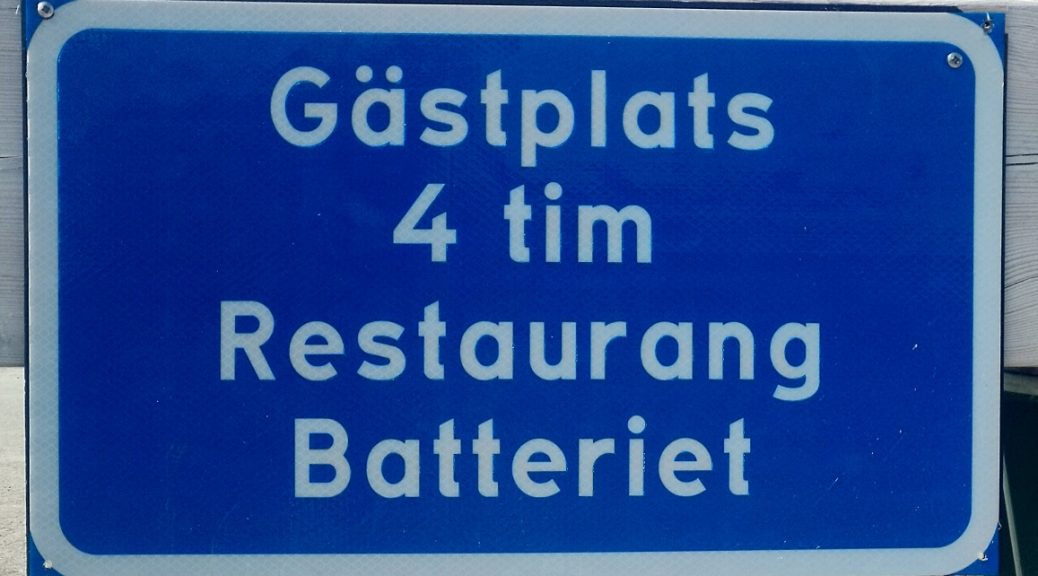 Gästplats
4 tim
Restaurang
Batteriet